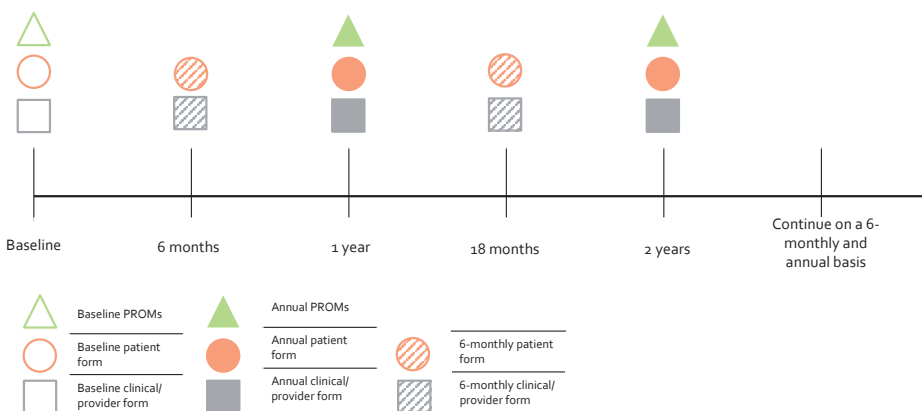 Baseline
6 months
1 year
18 months
2 years
Continue on a 6-
monthly and
annual basis
Baseline PROMs
Annual PROMs
Baseline patient
form
Annual patient
form
6-monthly patient
form
Baseline clinical/
provider form
Annual clinical/
provider form
6-monthly clinical/
provider form